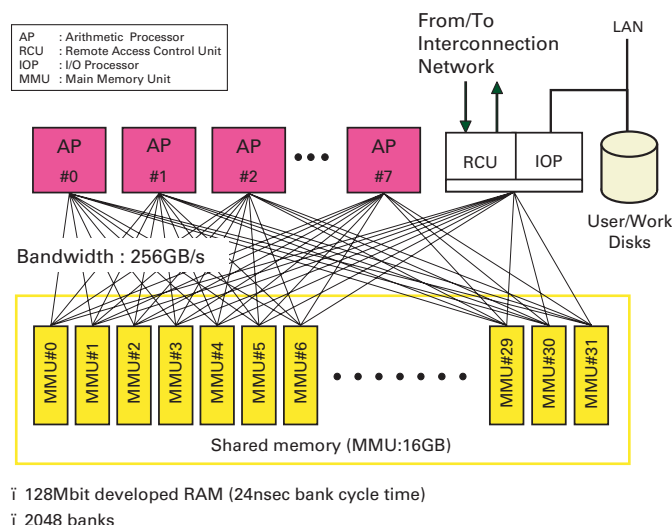 AP : Arithmetic Processor
RCU : Remote Access Control Unit
IOP : I/O Processor
MMU : Main Memory Unit
From/To
Interconnection
Network
LAN
AP
#0
AP
#1
AP
#2
AP
#7
RCU
IOP
User/Work
Disks
Bandwidth : 256GB/s
MMU#0
MMU#1
MMU#2
MMU#3
MMU#4
MMU#5
MMU#6
MMU#29
MMU#30
MMU#31
Shared memory (MMU:16GB)
ï 128Mbit developed RAM (24nsec bank cycle time)
ï 2048 banks